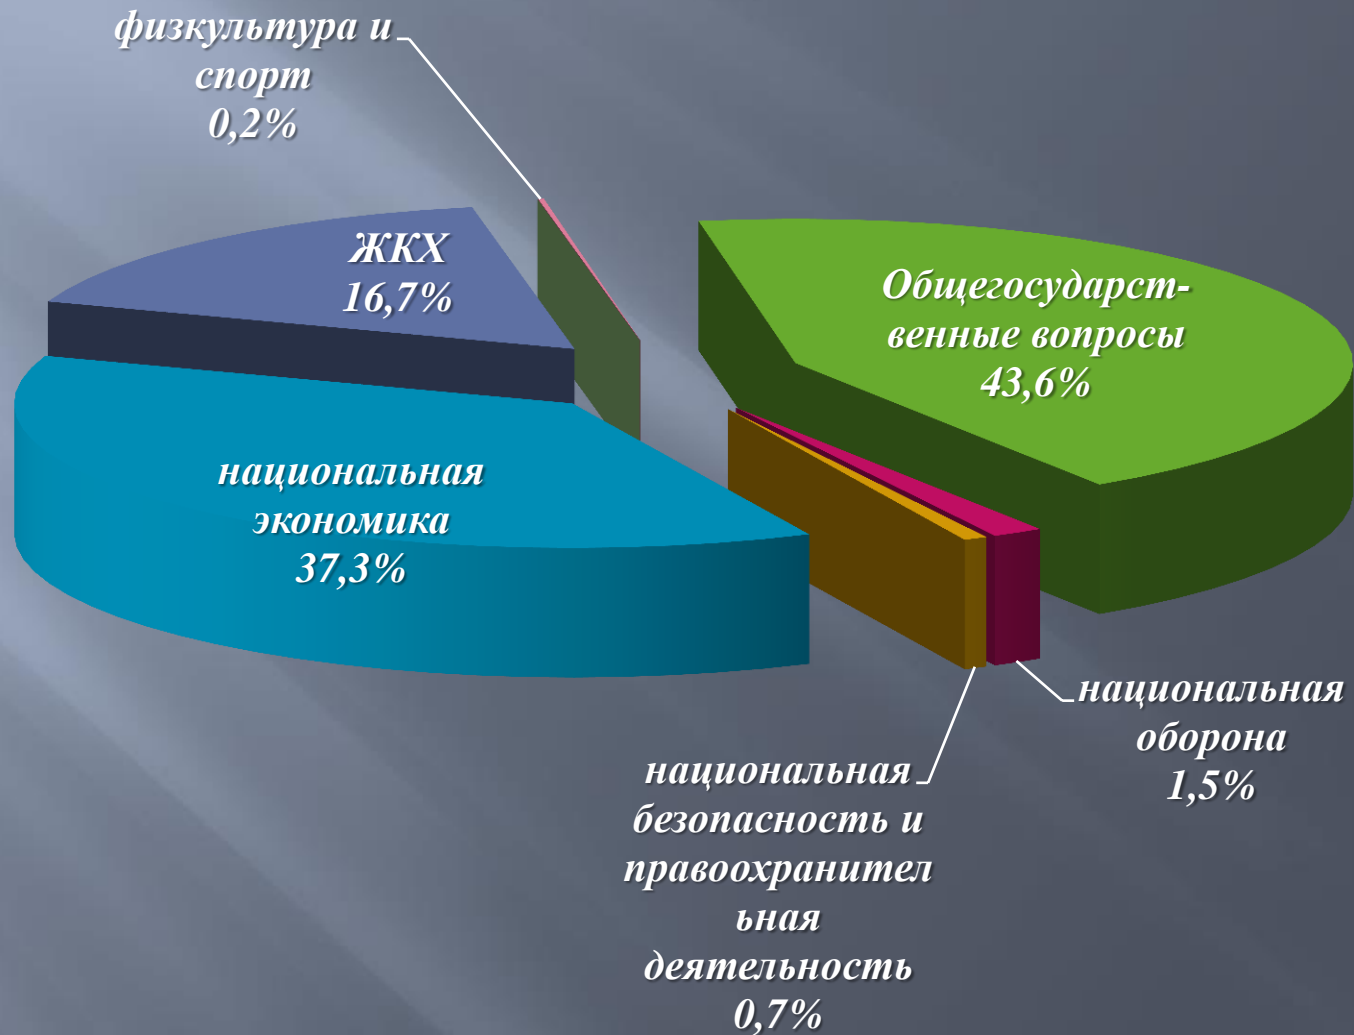 физкультура и
спорт
0,2%
ЖКХ
16,7%
Общегосударст-
венные вопросы
43,6%
национальная
экономика
37,3%
национальная
оборона
1,5%
национальная
безопасность и
правоохранител
ьная
деятельность
0,7%